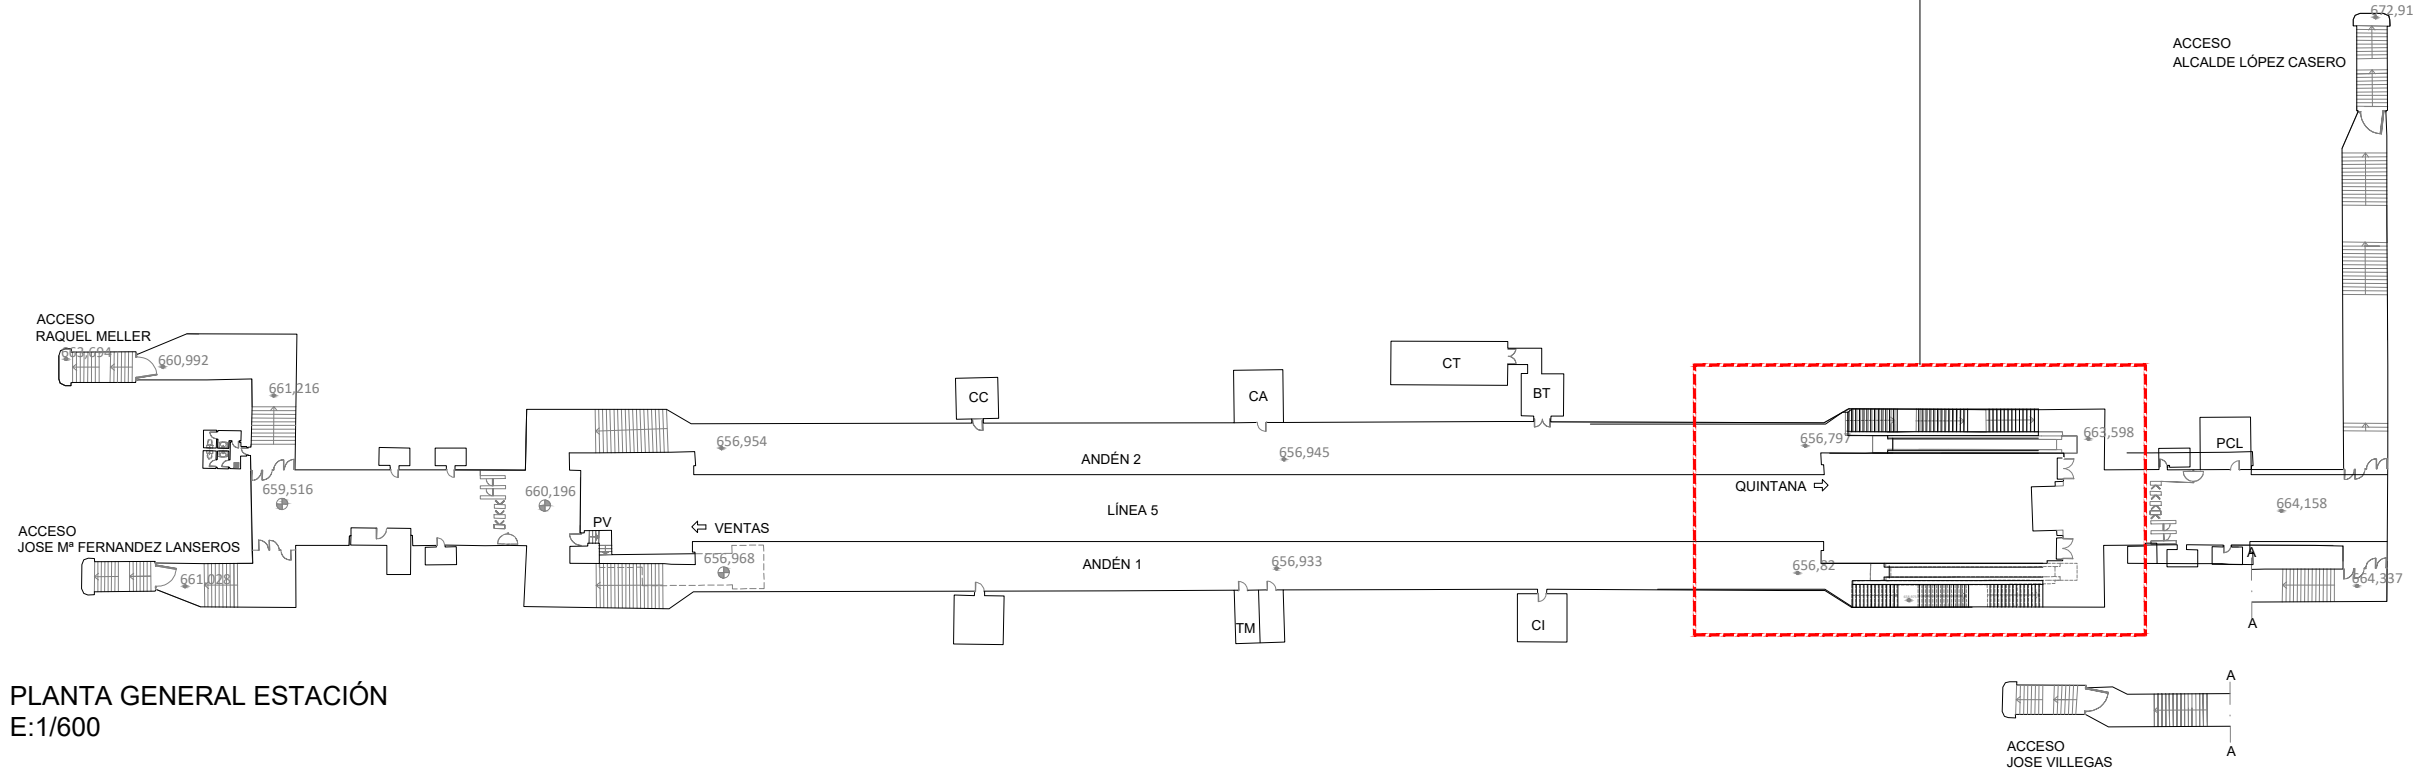 672,91
ACCESO
ALCALDE LÓPEZ CASERO
ACCESO
RAQUEL MELLER
663,694
660,992
661,216
CC
CA
CT
BT
656,954
ANDÉN 2
656,945
656,797
663,598
PCL
659,516
660,196
QUINTANA
664,158
LÍNEA 5
PV
VENTAS
ACCESO
JOSE Mª FERNANDEZ LANSEROS
661,028
656,968
ANDÉN 1
656,933
656,82
A
664,337
TM
CI
A
PLANTA GENERAL ESTACIÓN
E:1/600
A
A
ACCESO
JOSE VILLEGAS